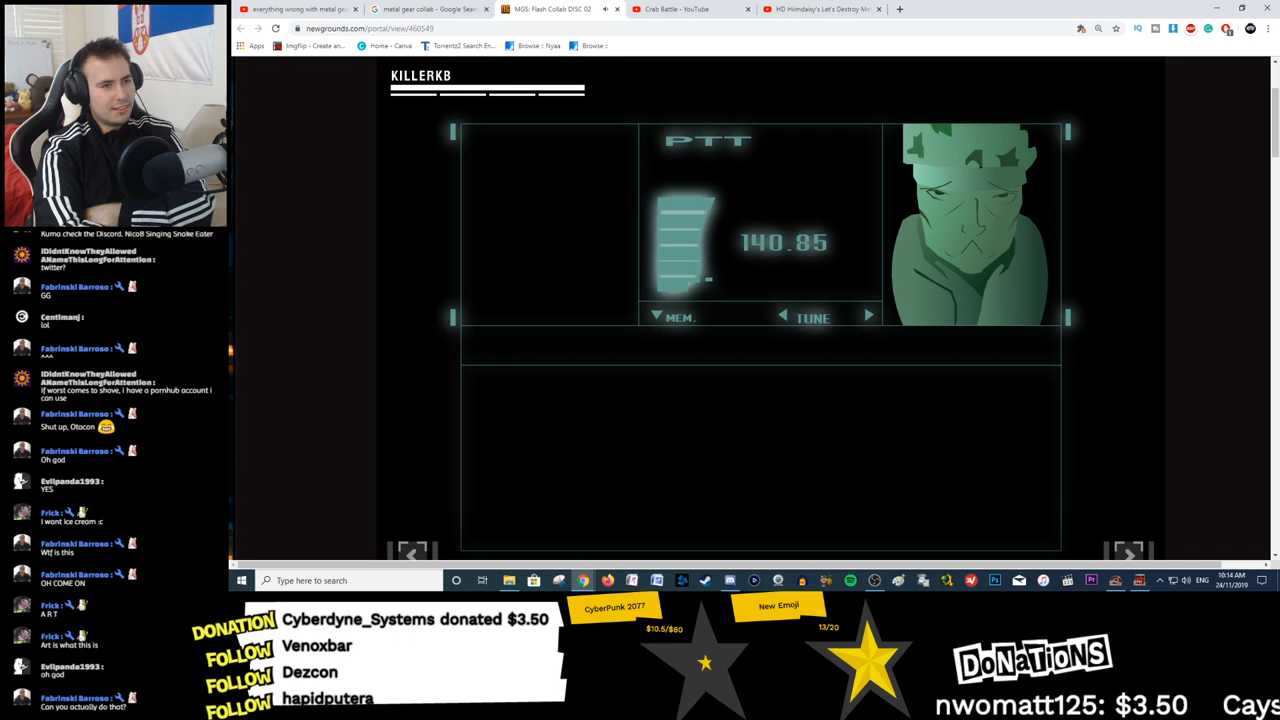 everything wrong with metal gea
metal gear collab - Google Sear
MGS: Flash Collab DISC 02
Crab Battle - YouTube
HD Hiimdaisy's Let's Destroy M
newgrounds.com/portal/view/460549
Apps
Imgflip - Create an
Home - Canva
Torrentz2 Search En...
Browse :: Nyaa
Browse ::
KILLERKB
PTT
140.85
MEM.
TUNE
Kuma check the Discord, NicoB Singing Snake Eater
IDidntKnowTheyAllowed
ANameThisLongForAttention :
twitter?
Fabrinski Barroso :
GG
Centimanj :
lol
Fabrinski Barroso :
^^^
IDidntKnowTheyAllowed
ANameThisLongForAttention :
if worst comes to shove, i have a pornhub account i
can use
Fabrinski Barroso :
Shut up, Otacon
Fabrinski Barroso :
Oh god
Evilpanda1993 :
YES
Frick :
I want ice cream :c
Fabrinski Barroso :
Wtf is this
Fabrinski Barroso :
OH COME ON
Frick :
A R T
Frick :
Art is what this is
Evilpanda1993 :
oh god
Fabrinski Barroso :
Can you actually do that?
Type here to search
ENG
10:14 AM
24/11/2019
DONATION Cyberdyne_Systems donated $3.50
FOLLOW Venoxbar
FOLLOW Dezcon
FOLLOW hapidputera
CyberPunk 2077
$10.5/$80
New Emoji
13/20
DONATIONS
nwomatt125: $3.50 Cays